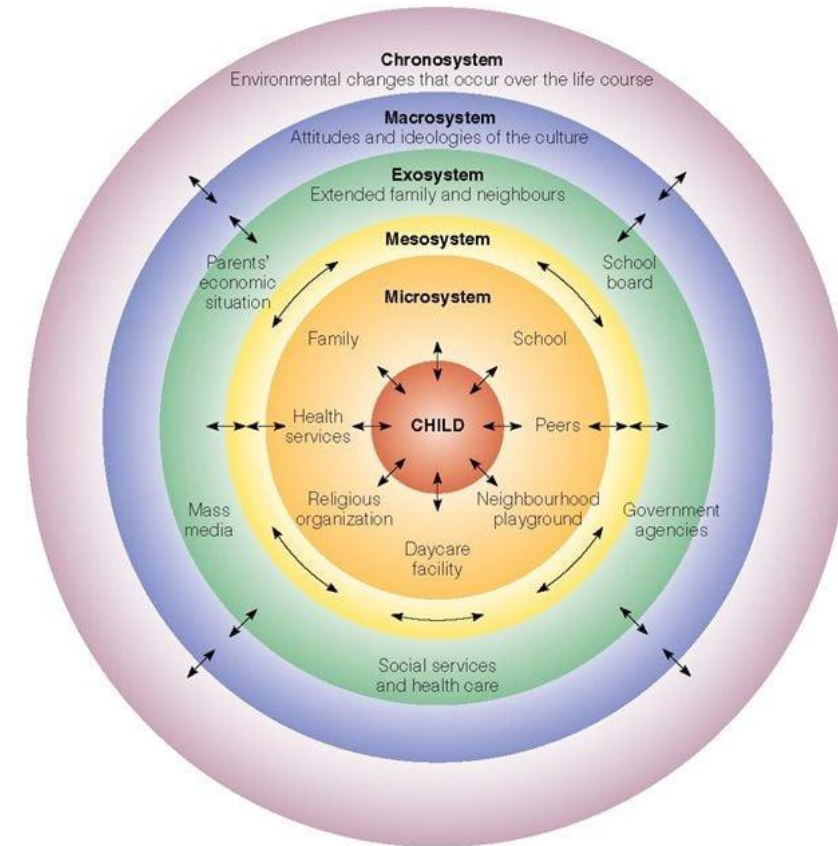 Chronosystem
Environmental changes that occur over the life course
Macrosystem
Attitudes and ideologies of the culture
Exosystem
Extended family and neighbours
Mesosystem
Parents'
economic
situation
School
board
Microsystem
Family
School
Health
services
CHILD
Peers
Religious
organization
Neighbourhood
playground
Mass
media
Government
agencies
Daycare
facility
Social services
and health care